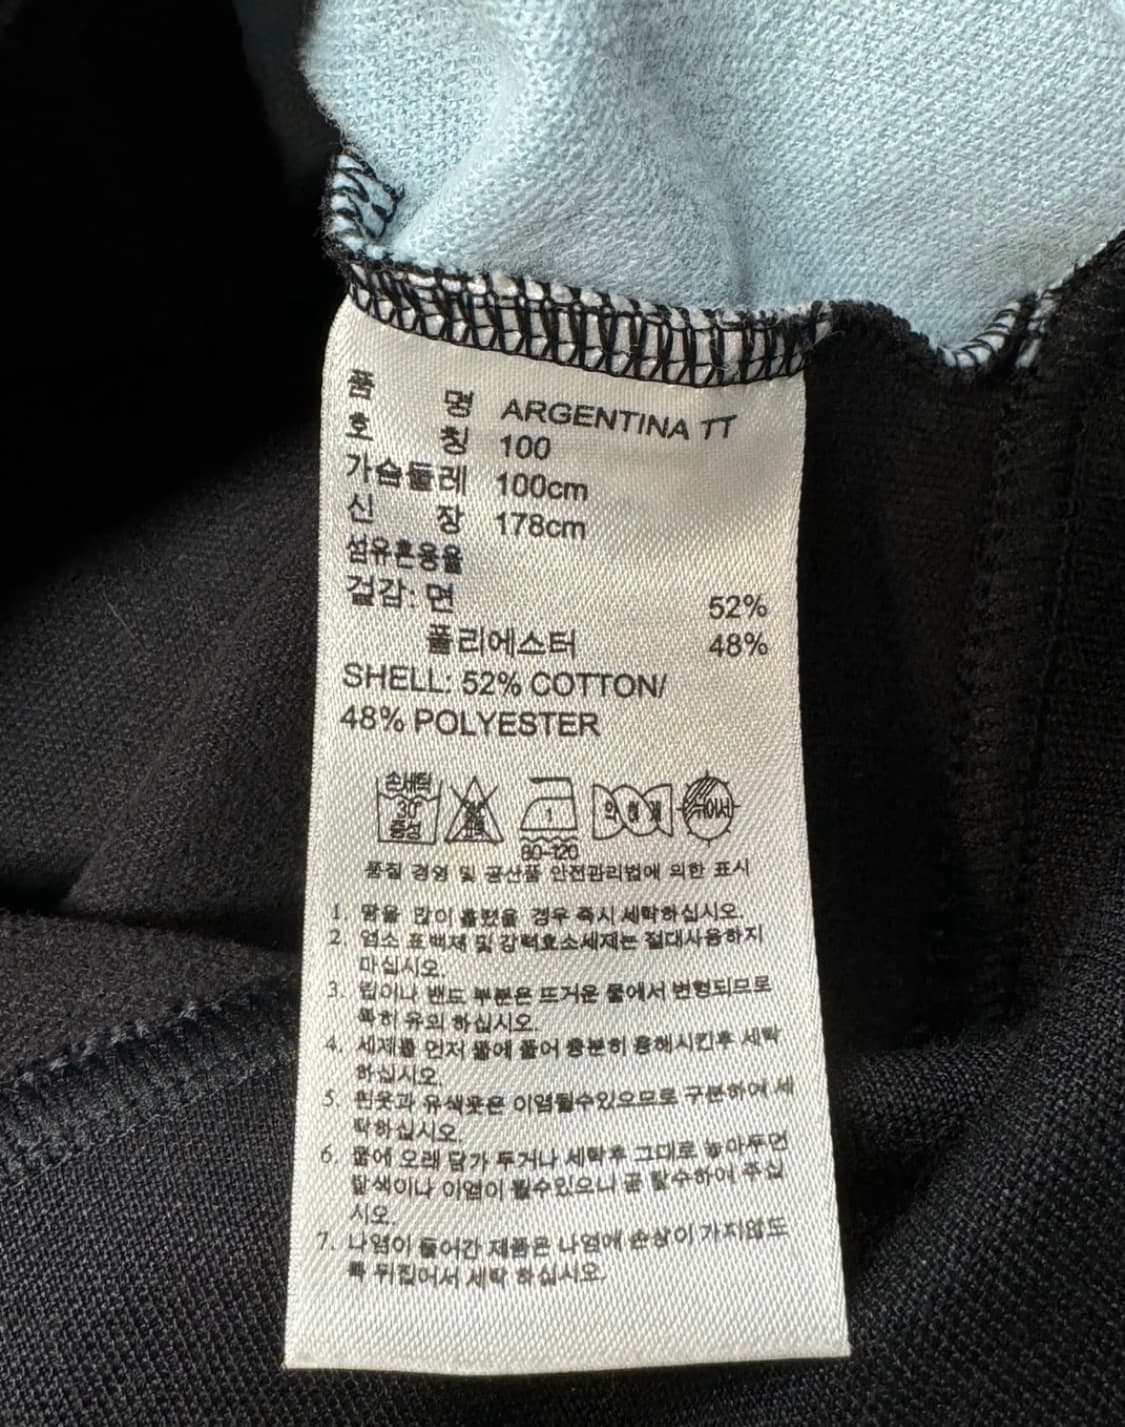 품 명 ARGENTINA TT
호 칭 100
가슴둘레 100cm
신 장 178cm
섬유혼용율
겉감: 면 52%
폴리에스터 48%
SHELL: 52% COTTON/
48% POLYESTER
손세탁
30°
중성
1
80~120
약하게
뉘어서
품질 경영 및 공산품 안전관리법에 의한 표시
1. 땀을 많이 흘렸을 경우 즉시 세탁하십시오.
2. 염소 표백제 및 강력효소세제는 절대사용하지
마십시오.
3. 립이나 밴드 부분은 뜨거운 물에서 변형되므로
특히 유의 하십시오.
4. 세제를 먼저 물에 풀어 충분히 용해시킨후 세탁
하십시오.
5. 흰옷과 유색옷은 이염될수있으므로 구분하여 세
탁하십시오.
6. 물에 오래 담가 두거나 세탁후 그대로 놓아두면
탈색이나 이염이 될수있으니 곧 탈수하여 주십
시오.
7. 나염이 들어간 제품은 나염에 손상이 가지않도
록 뒤집어서 세탁 하십시오.